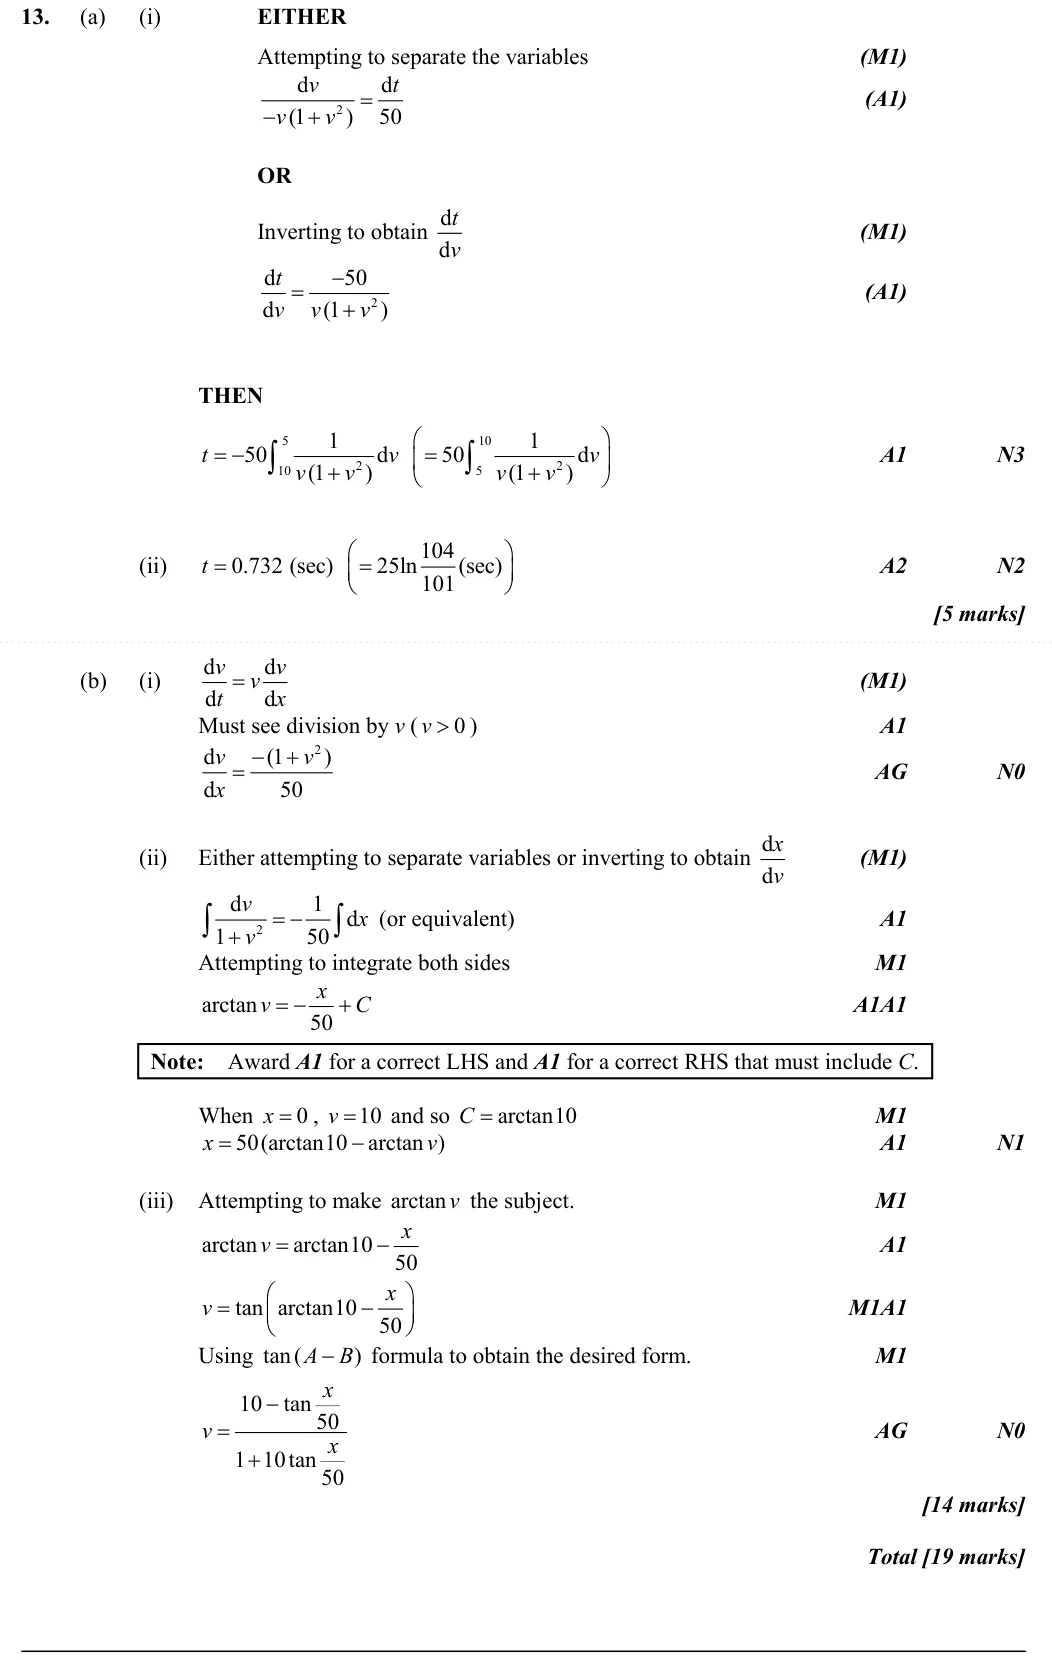 13. (a) (i) EITHER
Attempting to separate the variables (M1)
dv/(−v(1+v²)) = dt/50 (A1)
OR
Inverting to obtain dt/dv (M1)
dt/dv = −50/(v(1+v²)) (A1)
THEN
t = −50∫₁₀⁵ 1/(v(1+v²)) dv (= 50∫₅¹⁰ 1/(v(1+v²)) dv) A1 N3
(ii) t = 0.732 (sec) (= 25ln 104/101 (sec)) A2 N2
[5 marks]
(b) (i) dv/dt = v dv/dx (M1)
Must see division by v (v > 0) A1
dv/dx = −(1+v²)/50 AG N0
(ii) Either attempting to separate variables or inverting to obtain dx/dv (M1)
∫ dv/(1+v²) = −1/50 ∫ dx (or equivalent) A1
Attempting to integrate both sides M1
arctan v = −x/50 + C A1A1
Note: Award A1 for a correct LHS and A1 for a correct RHS that must include C.
When x = 0, v = 10 and so C = arctan10 M1
x = 50(arctan10 − arctan v) A1 N1
(iii) Attempting to make arctan v the subject. M1
arctan v = arctan10 − x/50 A1
v = tan(arctan10 − x/50) M1A1
Using tan(A − B) formula to obtain the desired form. M1
v = (10 − tan x/50)/(1 + 10 tan x/50) AG N0
[14 marks]
Total [19 marks]